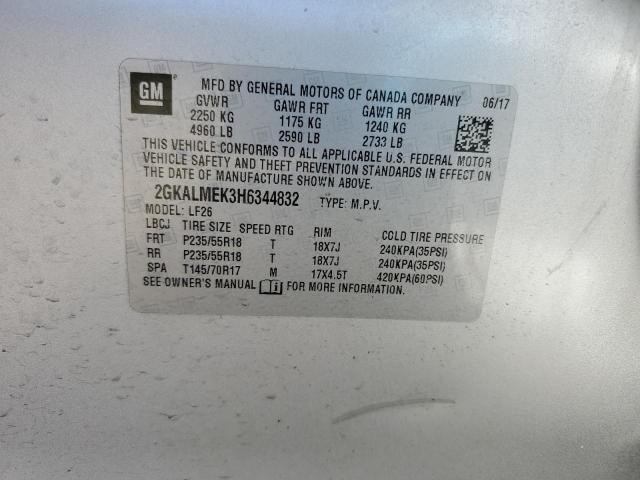 GM
MFD BY GENERAL MOTORS OF CANADA COMPANY 06/17
GVWR GAWR FRT GAWR RR
2250 KG 1175 KG 1240 KG
4960 LB 2590 LB 2733 LB
THIS VEHICLE CONFORMS TO ALL APPLICABLE U.S. FEDERAL MOTOR
VEHICLE SAFETY AND THEFT PREVENTION STANDARDS IN EFFECT ON
THE DATE OF MANUFACTURE SHOWN ABOVE.
2GKALMEK3H6344832 TYPE: M.P.V.
MODEL: LF26
LBCJ TIRE SIZE SPEED RTG RIM COLD TIRE PRESSURE
FRT P235/55R18 T 18X7J 240KPA(35PSI)
RR P235/55R18 T 18X7J 240KPA(35PSI)
SPA T145/70R17 M 17X4.5T 420KPA(60PSI)
SEE OWNER'S MANUAL FOR MORE INFORMATION.